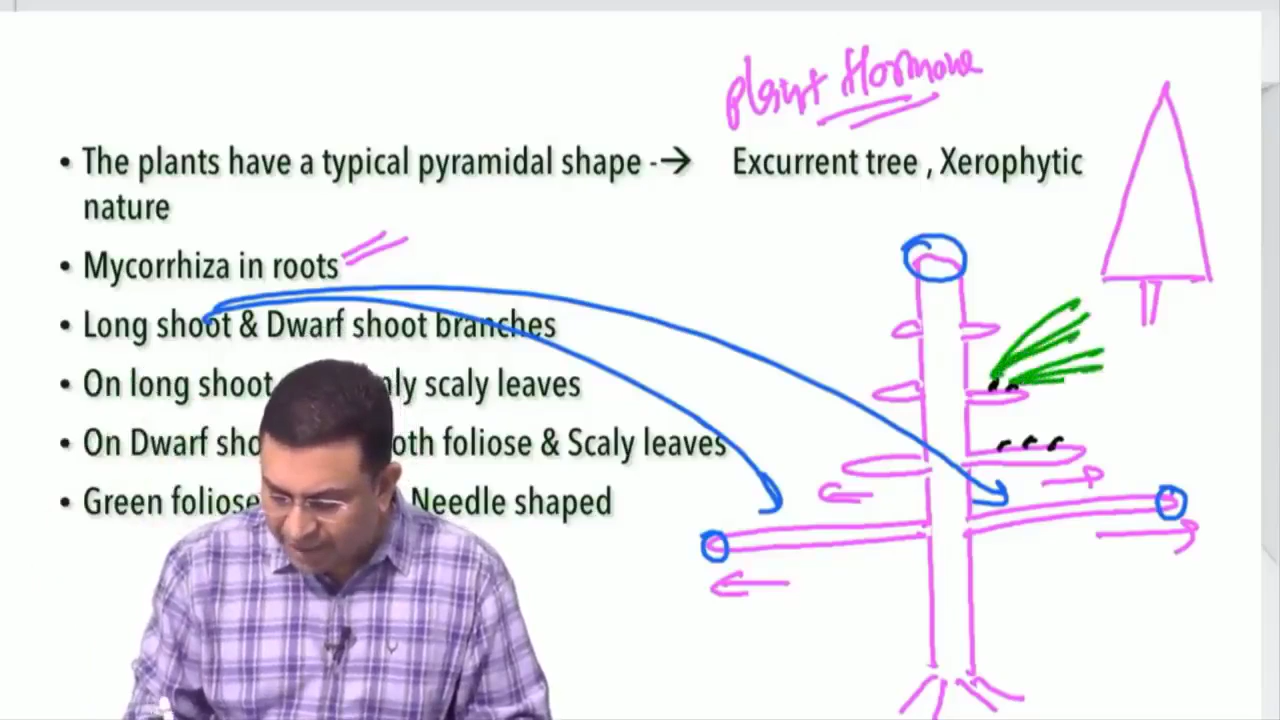 plant Hormone
• The plants have a typical pyramidal shape -→ Excurrent tree , Xerophytic
nature
• Mycorrhiza in roots
• Long shoot & Dwarf shoot branches
• On long shoot nly scaly leaves
• On Dwarf sho oth foliose & Scaly leaves
• Green foliose Needle shaped